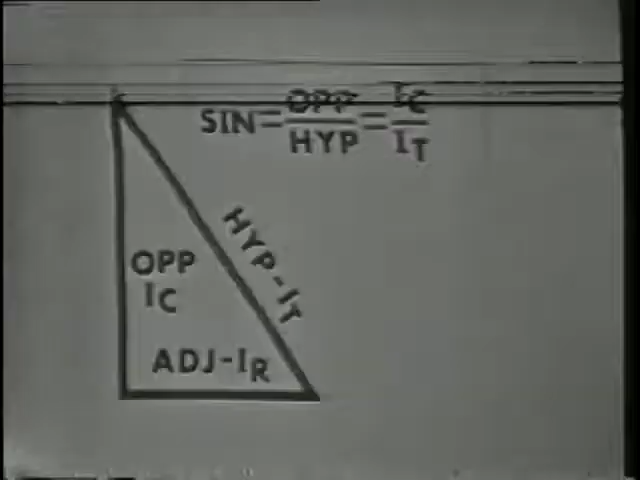 SIN = OPP/HYP = IC/IT
HYP-IT
OPP
IC
ADJ-IR